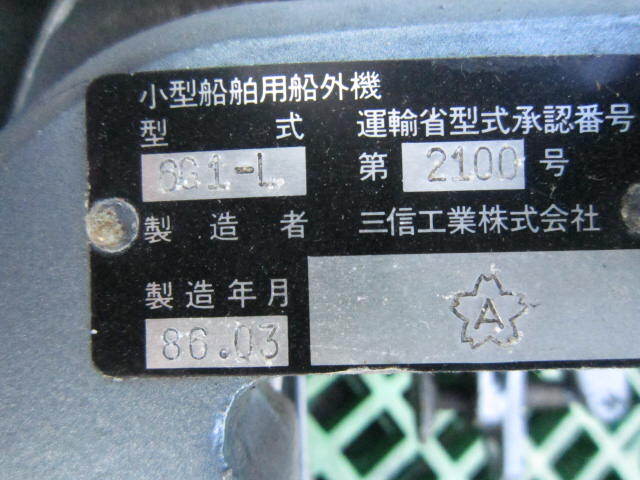 小型船舶用船外機
型式 運輸省型式承認番号
6G1-L 第 2100 号
製造者 三信工業株式会社
製造年月
86.03
A